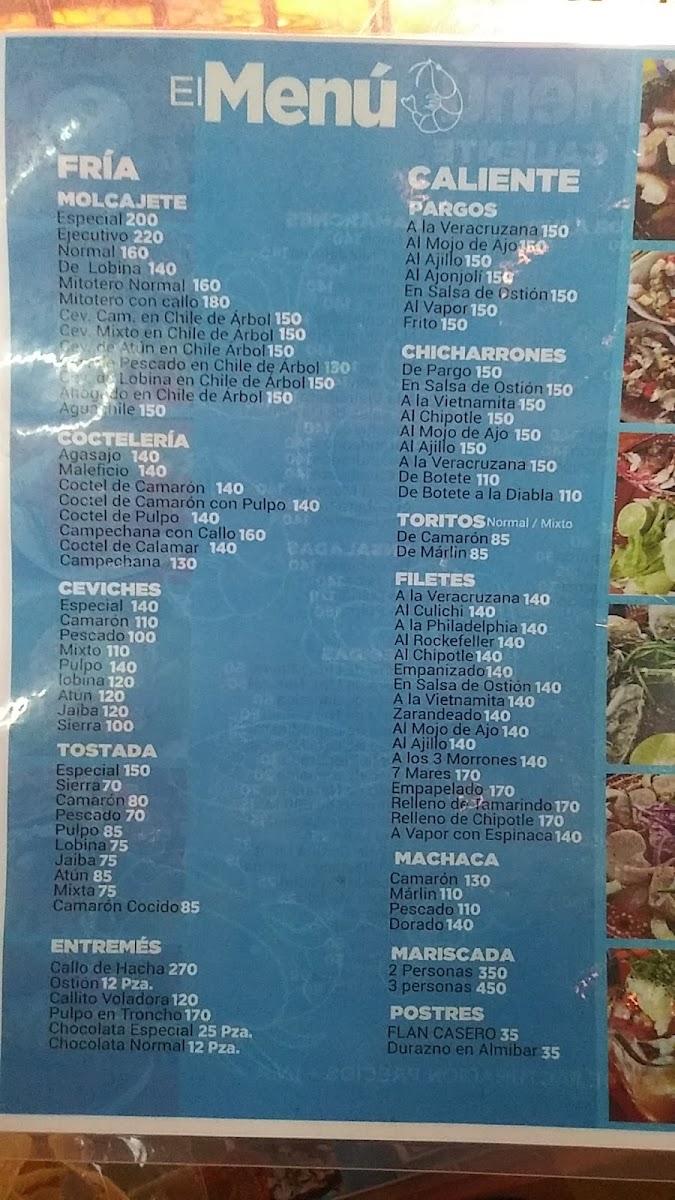 El Menú
FRÍA
MOLCAJETE
Especial 200
Ejecutivo 220
Normal 160
De Lobina 140
Mitotero Normal 160
Mitotero con callo 180
Cev. Cam. en Chile de Árbol 150
Cev. Mixto en Chile de Árbol 150
Cev. de Atún en Chile Árbol 150
Pescado en Chile de Árbol 130
de Lobina en Chile de Árbol 150
Ahogado en Chile de Árbol 150
Aguachile 150
COCTELERÍA
Agasajo 140
Maleficio 140
Coctel de Camarón 140
Coctel de Camarón con Pulpo 140
Coctel de Pulpo 140
Campechana con Callo 160
Coctel de Calamar 140
Campechana 130
CEVICHES
Especial 140
Camarón 110
Pescado 100
Mixto 110
Pulpo 140
lobina 120
Atún 120
Jaiba 120
Sierra 100
TOSTADA
Especial 150
Sierra 70
Camarón 80
Pescado 70
Pulpo 85
Lobina 75
Jaiba 75
Atún 85
Mixta 75
Camarón Cocido 85
ENTREMÉS
Callo de Hacha 270
Ostión 12 Pza.
Callito Voladora 120
Pulpo en Troncho 170
Chocolata Especial 25 Pza.
Chocolata Normal 12 Pza.
CALIENTE
PARGOS
A la Veracruzana 150
Al Mojo de Ajo 150
Al Ajillo 150
Al Ajonjolí 150
En Salsa de Ostión 150
Al Vapor 150
Frito 150
CHICHARRONES
De Pargo 150
En Salsa de Ostión 150
A la Vietnamita 150
Al Chipotle 150
Al Mojo de Ajo 150
Al Ajillo 150
A la Veracruzana 150
De Botete 110
De Botete a la Diabla 110
TORITOS Normal / Mixto
De Camarón 85
De Márlin 85
FILETES
A la Veracruzana 140
Al Culichi 140
A la Philadelphia 140
Al Rockefeller 140
Al Chipotle 140
Empanizado 140
En Salsa de Ostión 140
A la Vietnamita 140
Zarandeado 140
Al Mojo de Ajo 140
Al Ajillo 140
A los 3 Morrones 140
7 Mares 170
Empapelado 170
Relleno de Tamarindo 170
Relleno de Chipotle 170
A Vapor con Espinaca 140
MACHACA
Camarón 130
Márlin 110
Pescado 110
Dorado 140
MARISCADA
2 Personas 350
3 personas 450
POSTRES
FLAN CASERO 35
Durazno en Almibar 35